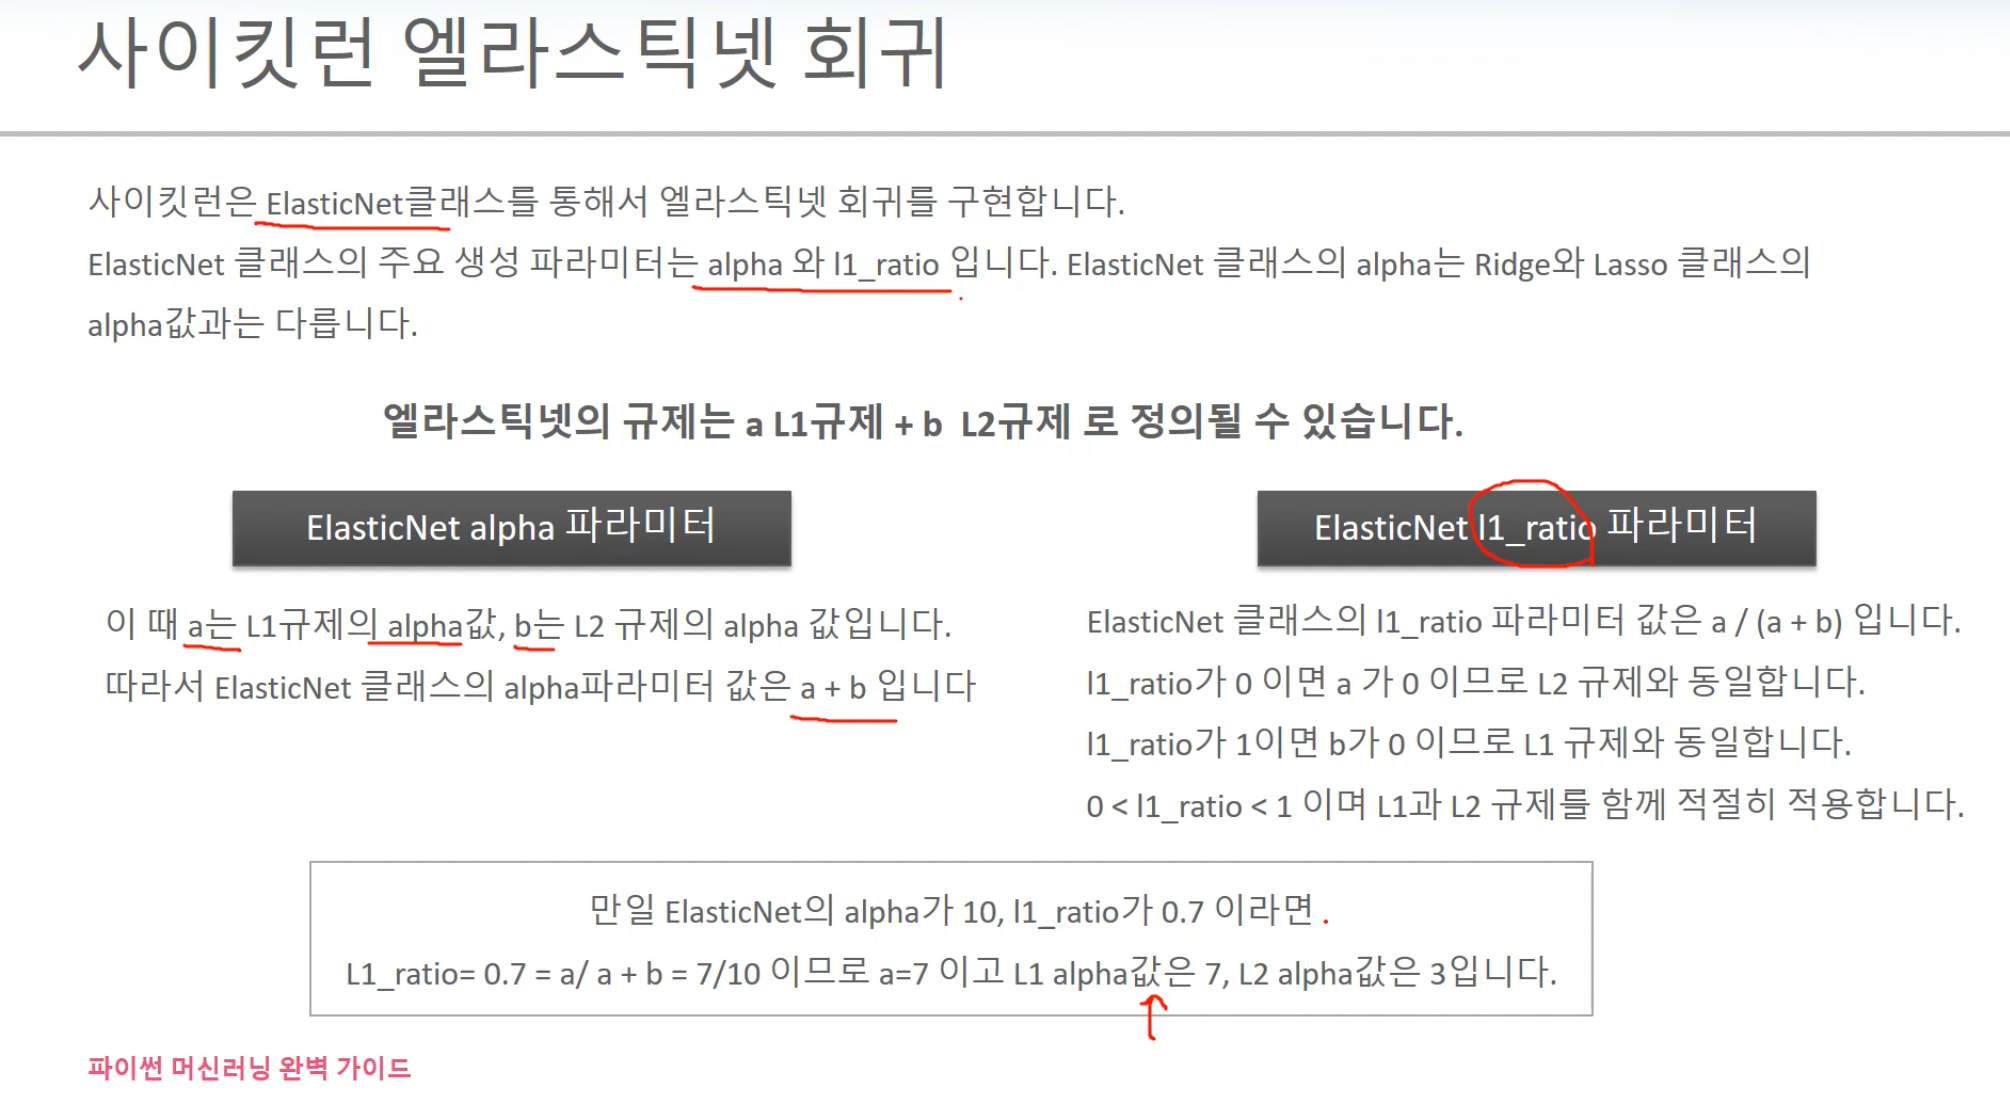 사이킷런 엘라스틱넷 회귀
사이킷런은 ElasticNet클래스를 통해서 엘라스틱넷 회귀를 구현합니다.
ElasticNet 클래스의 주요 생성 파라미터는 alpha 와 l1_ratio 입니다. ElasticNet 클래스의 alpha는 Ridge와 Lasso 클래스의
alpha값과는 다릅니다.
엘라스틱넷의 규제는 a L1규제 + b L2규제 로 정의될 수 있습니다.
ElasticNet alpha 파라미터
이 때 a는 L1규제의 alpha값, b는 L2 규제의 alpha 값입니다.
따라서 ElasticNet 클래스의 alpha파라미터 값은 a + b 입니다
ElasticNet l1_ratio 파라미터
ElasticNet 클래스의 l1_ratio 파라미터 값은 a / (a + b) 입니다.
l1_ratio가 0 이면 a 가 0 이므로 L2 규제와 동일합니다.
l1_ratio가 1이면 b가 0 이므로 L1 규제와 동일합니다.
0 < l1_ratio < 1 이며 L1과 L2 규제를 함께 적절히 적용합니다.
만일 ElasticNet의 alpha가 10, l1_ratio가 0.7 이라면
L1_ratio= 0.7 = a/ a + b = 7/10 이므로 a=7 이고 L1 alpha값은 7, L2 alpha값은 3입니다.
파이썬 머신러닝 완벽 가이드